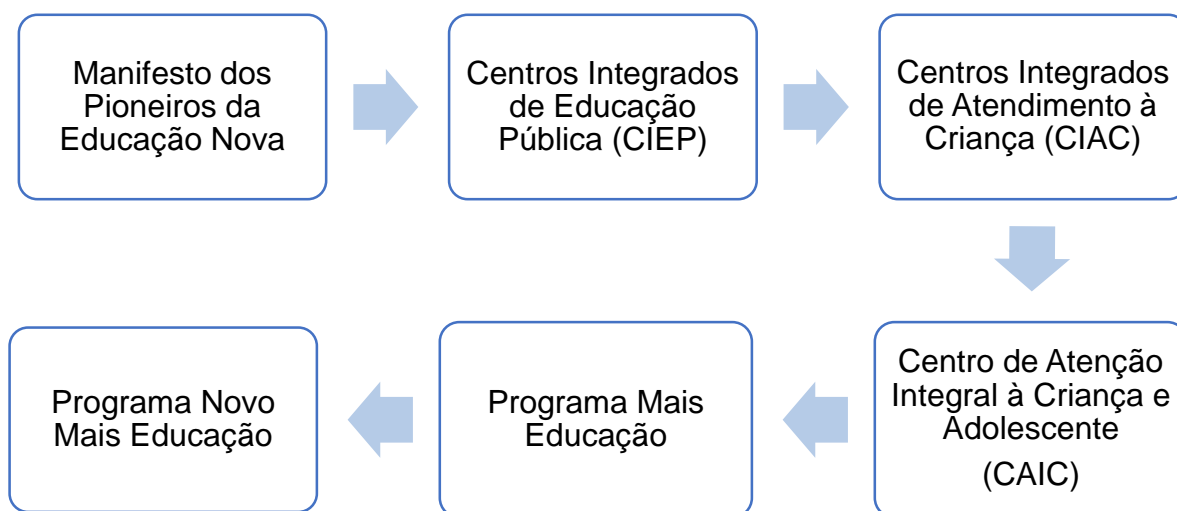 Manifesto dos
Pioneiros da
Educação Nova
Centros Integrados
de Educação
Pública (CIEP)
Centros Integrados
de Atendimento à
Criança (CIAC)
Centro de Atenção
Integral à Criança e
Adolescente
(CAIC)
Programa Mais
Educação
Programa Novo
Mais Educação